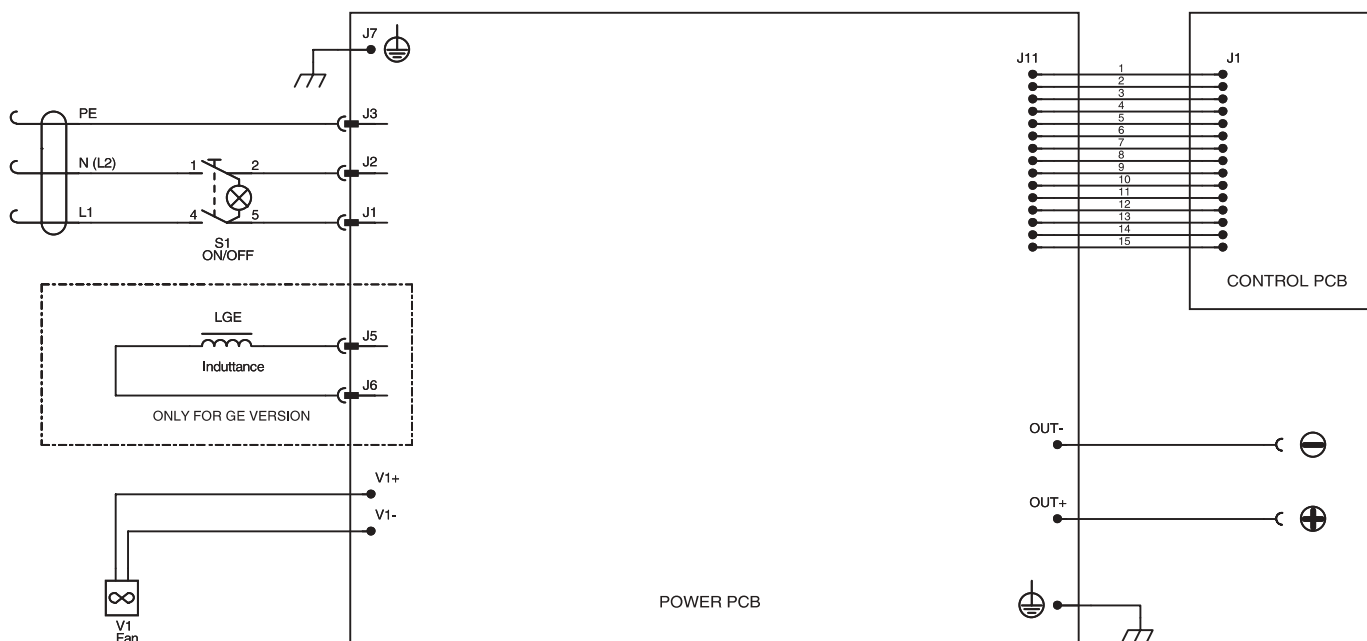 J7
J11
J1
1
2
3
4
5
6
7
8
9
10
11
12
13
14
15
PE
J3
N (L2)
1
2
J2
L1
4
5
J1
S1
ON/OFF
CONTROL PCB
LGE
J5
Induttance
J6
ONLY FOR GE VERSION
OUT-
V1+
OUT+
V1-
POWER PCB
V1
Fan